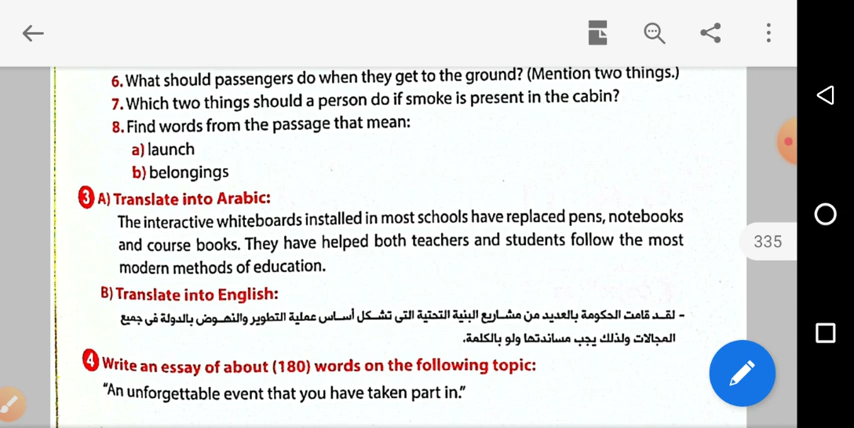 6. What should passengers do when they get to the ground? (Mention two things.)
7. Which two things should a person do if smoke is present in the cabin?
8. Find words from the passage that mean:
a) launch
b) belongings
3 A) Translate into Arabic:
The interactive whiteboards installed in most schools have replaced pens, notebooks
and course books. They have helped both teachers and students follow the most
modern methods of education.
335
B) Translate into English:
- لقد قامت الحكومة بالعديد من مشاريع البنية التحتية التى تشكل أساس عملية التطوير والنهوض بالدولة فى جميع
المجالات ولذلك يجب مساندتها ولو بالكلمة.
4 Write an essay of about (180) words on the following topic:
“An unforgettable event that you have taken part in.”